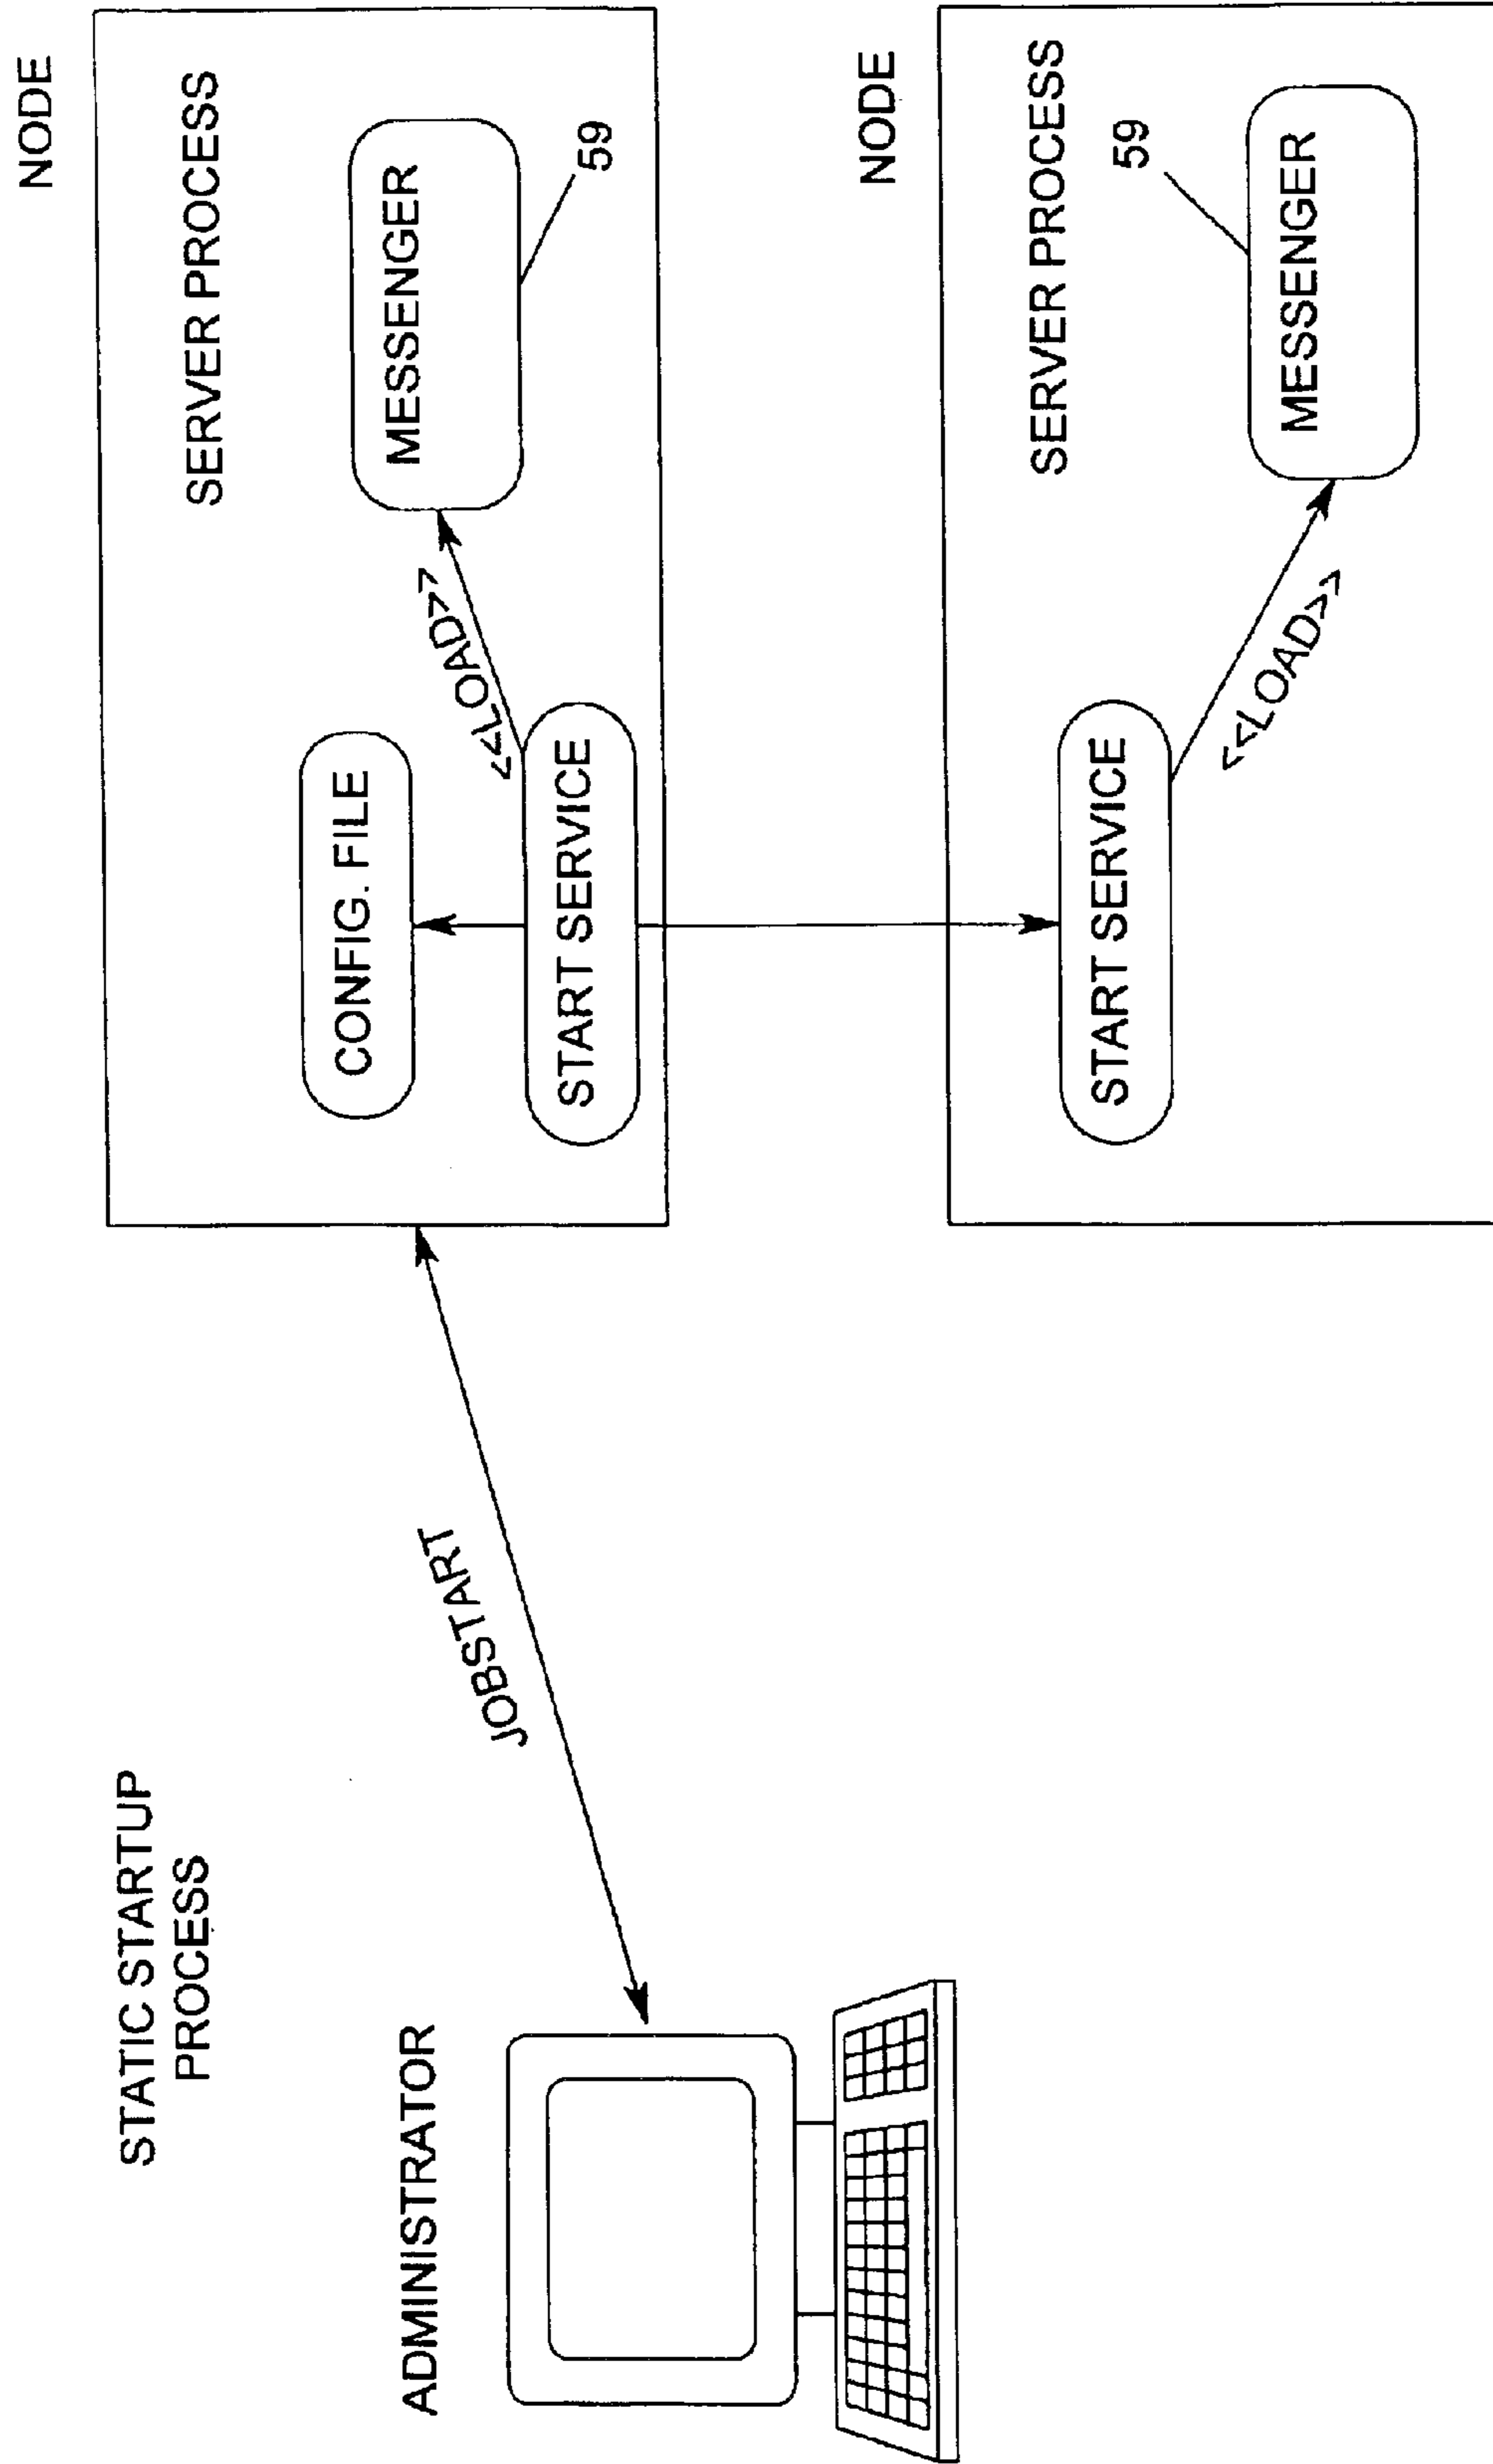 STATIC STARTUP
PROCESS
ADMINISTRATOR
JOBSTART
NODE
SERVER PROCESS
CONFIG. FILE
<<LOAD>>
MESSENGER
START SERVICE
59
NODE
SERVER PROCESS
59
START SERVICE
MESSENGER
<<LOAD>>